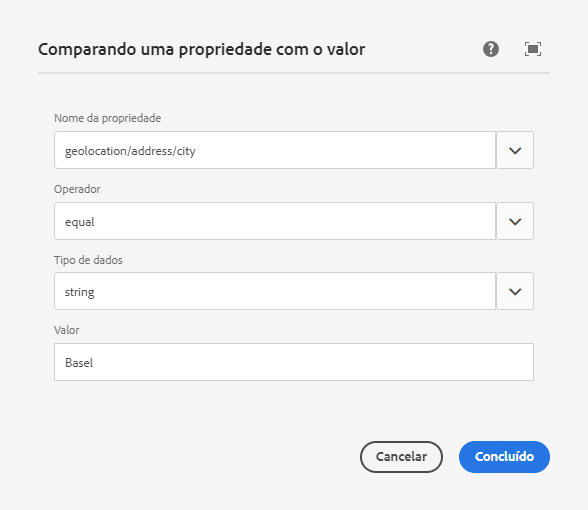 Comparando uma propriedade com o valor
Nome da propriedade
geolocation/address/city
Operador
equal
Tipo de dados
string
Valor
Basel
Cancelar
Concluído